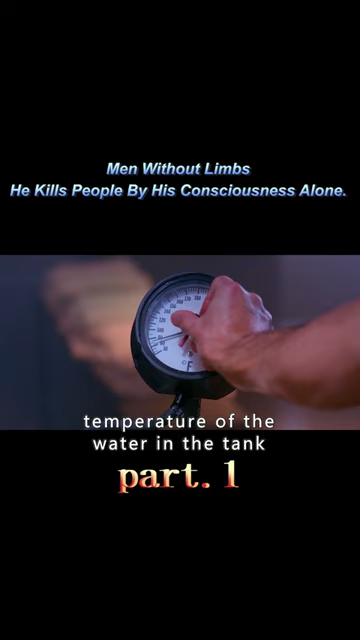 Men Without Limbs
He Kills People By His Consciousness Alone.
°F
temperature of the
water in the tank
part. 1